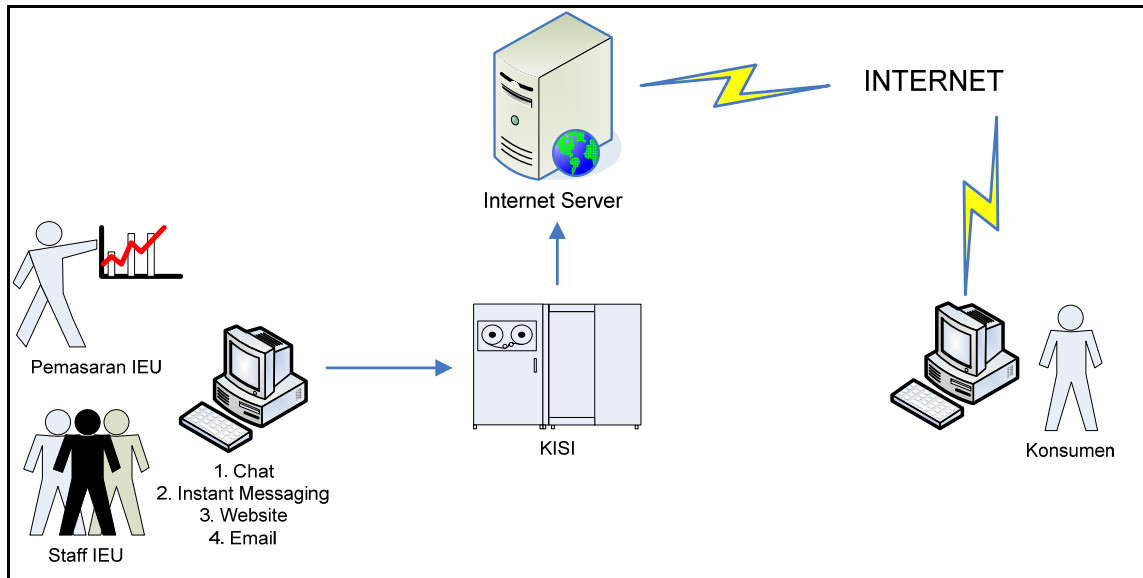 INTERNET
Internet Server
Pemasaran IEU
KISI
Konsumen
1. Chat
2. Instant Messaging
3. Website
4. Email
Staff IEU